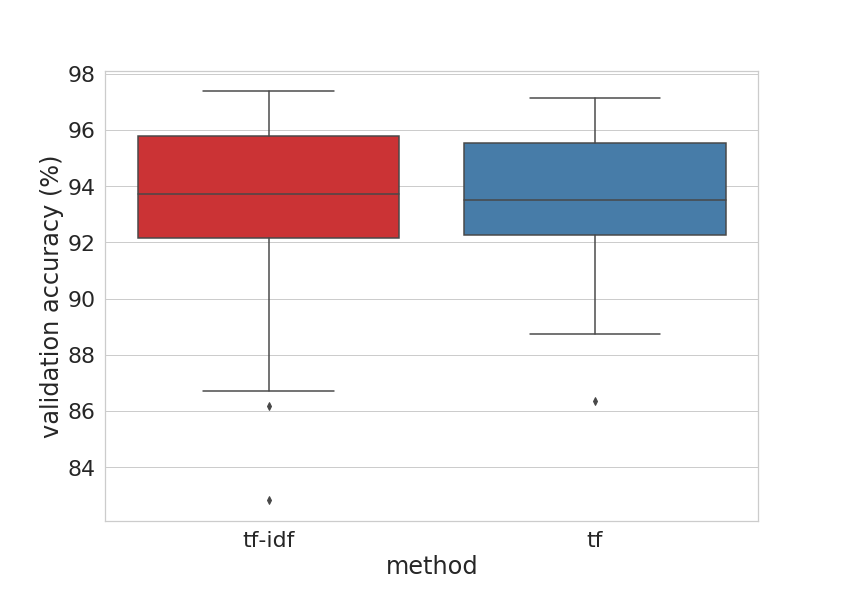 98
96
94
92
90
88
86
84
validation accuracy (%)
tf-idf
tf
method